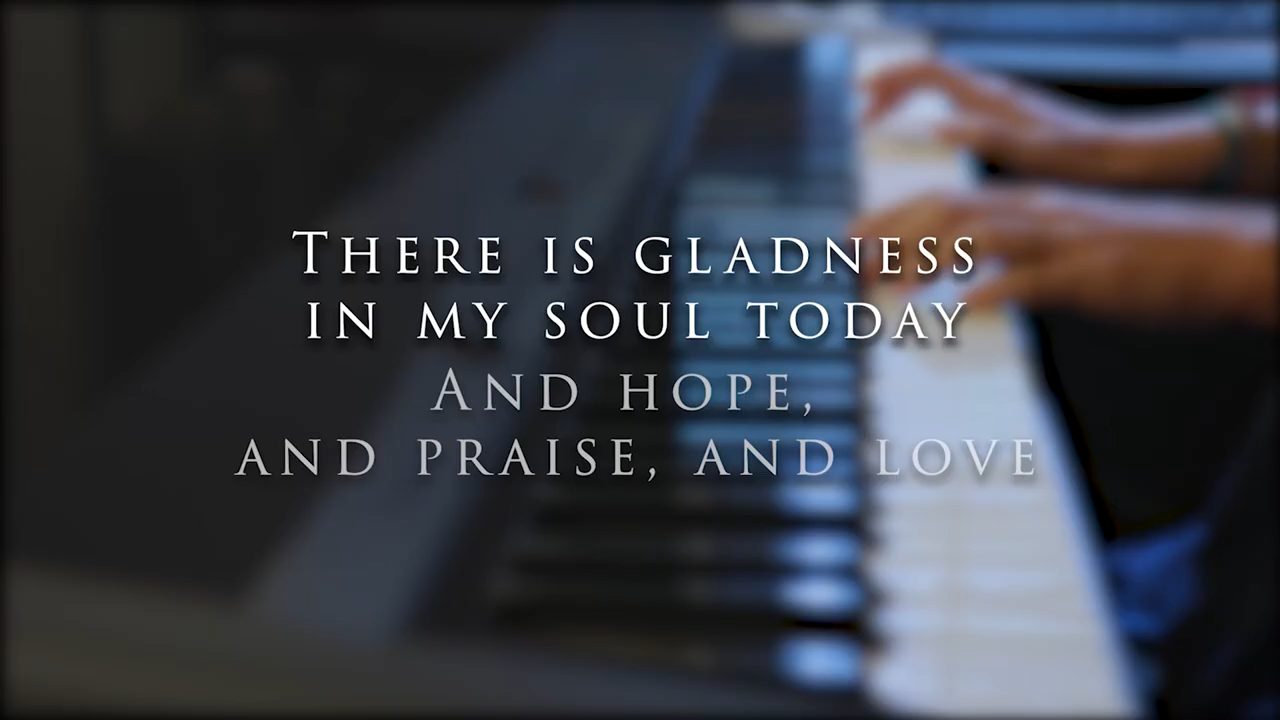 There is gladness
in my soul today
And hope,
and praise, and love